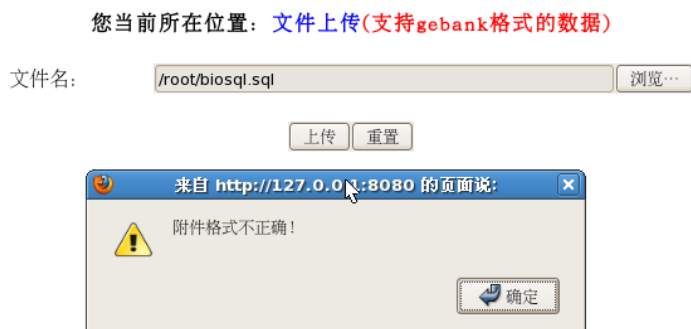 您当前所在位置：文件上传(支持gebank格式的数据)
文件名： /root/biosql.sql 浏览…
上传 重置
来自 http://127.0.0.1:8080 的页面说：
附件格式不正确！
确定